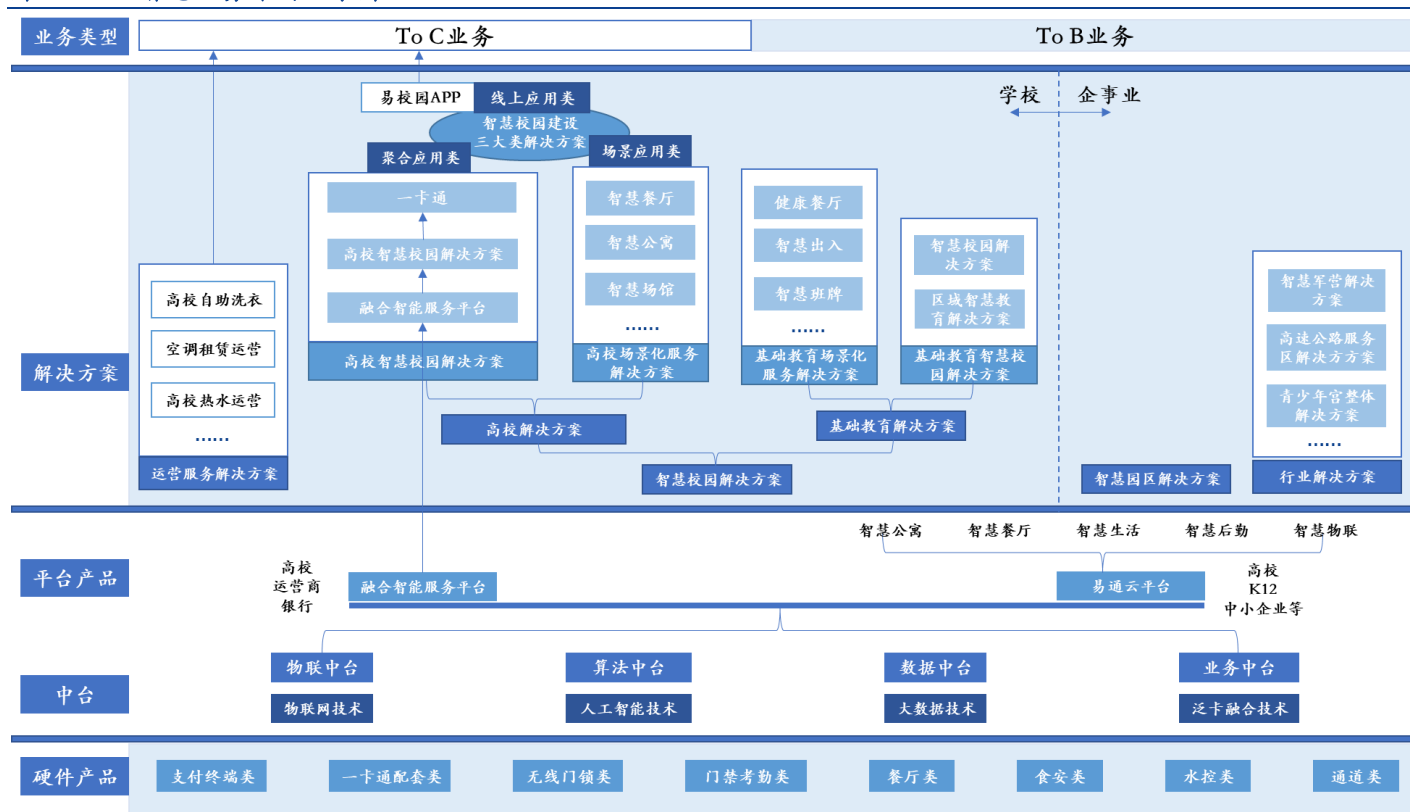 业务类型
To C业务
To B业务
易校园APP
线上应用类
智慧校园建设
三大类解决方案
聚合应用类
场景应用类
学校
企事业
解决方案
高校自助洗衣
空调租赁运营
高校热水运营
……
运营服务解决方案
一卡通
高校智慧校园解决方案
融合智能服务平台
高校智慧校园解决方案
智慧餐厅
智慧公寓
智慧场馆
……
高校场景化服务
解决方案
健康餐厅
智慧出入
智慧班牌
……
基础教育场景化
服务解决方案
智慧校园解
决方案
区域智慧教
育解决方案
基础教育智慧校
园解决方案
智慧军营解决
方案
高速公路服务
区解决方方案
青少年宫整体
解决方案
……
行业解决方案
高校解决方案
基础教育解决方案
智慧校园解决方案
智慧园区解决方案
平台产品
智慧公寓
智慧餐厅
智慧生活
智慧后勤
智慧物联
高校
运营商
银行
融合智能服务平台
易通云平台
高校
K12
中小企业等
中台
物联中台
算法中台
数据中台
业务中台
物联网技术
人工智能技术
大数据技术
泛卡融合技术
硬件产品
支付终端类
一卡通配套类
无线门锁类
门禁考勤类
餐厅类
食安类
水控类
通道类